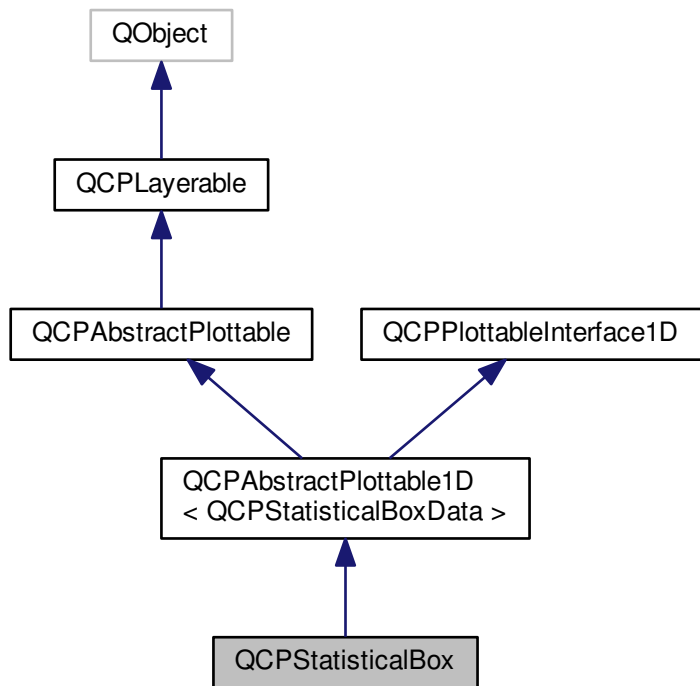 QObject
QCPLayerable
QCPAbstractPlottable
QCPPlottableInterface1D
QCPAbstractPlottable1D
< QCPStatisticalBoxData >
QCPStatisticalBox